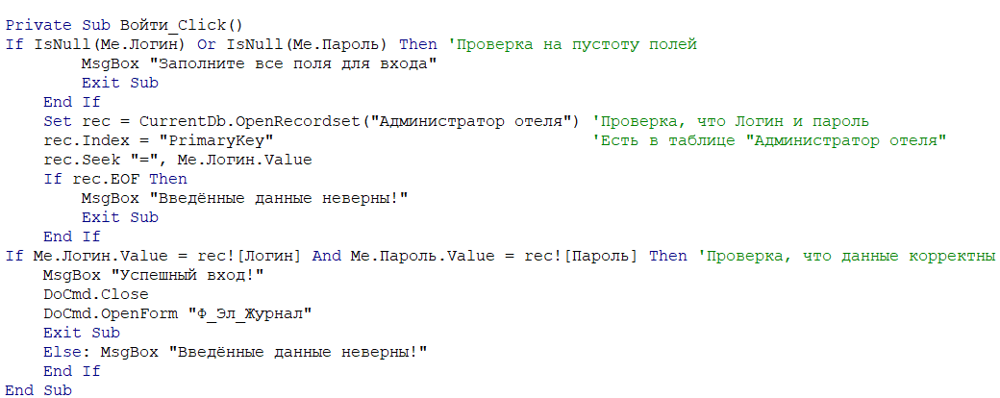 Private Sub Войти_Click()
If IsNull(Me.Логин) Or IsNull(Me.Пароль) Then 'Проверка на пустоту полей
        MsgBox "Заполните все поля для входа"
        Exit Sub
    End If
    Set rec = CurrentDb.OpenRecordset("Администратор отеля") 'Проверка, что Логин и пароль
    rec.Index = "PrimaryKey"                                 'Есть в таблице "Администратор отеля"
    rec.Seek "=", Me.Логин.Value
    If rec.EOF Then
        MsgBox "Введённые данные неверны!"
        Exit Sub
    End If
If Me.Логин.Value = rec![Логин] And Me.Пароль.Value = rec![Пароль] Then 'Проверка, что данные корректны
    MsgBox "Успешный вход!"
    DoCmd.Close
    DoCmd.OpenForm "Ф_Эл_Журнал"
    Exit Sub
    Else: MsgBox "Введённые данные неверны!"
    End If
End Sub